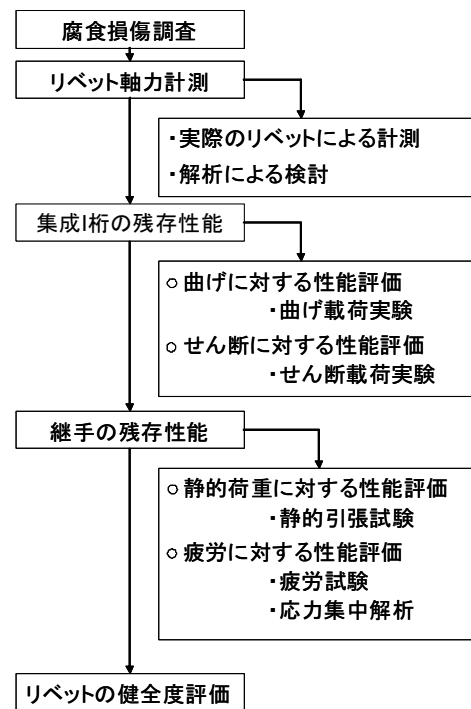 腐食損傷調査
リベット軸力計測
・実際のリベットによる計測
・解析による検討
集成I桁の残存性能
○ 曲げに対する性能評価
・曲げ載荷実験
○ せん断に対する性能評価
・せん断載荷実験
継手の残存性能
○ 静的荷重に対する性能評価
・静的引張試験
○ 疲労に対する性能評価
・疲労試験
・応力集中解析
リベットの健全度評価